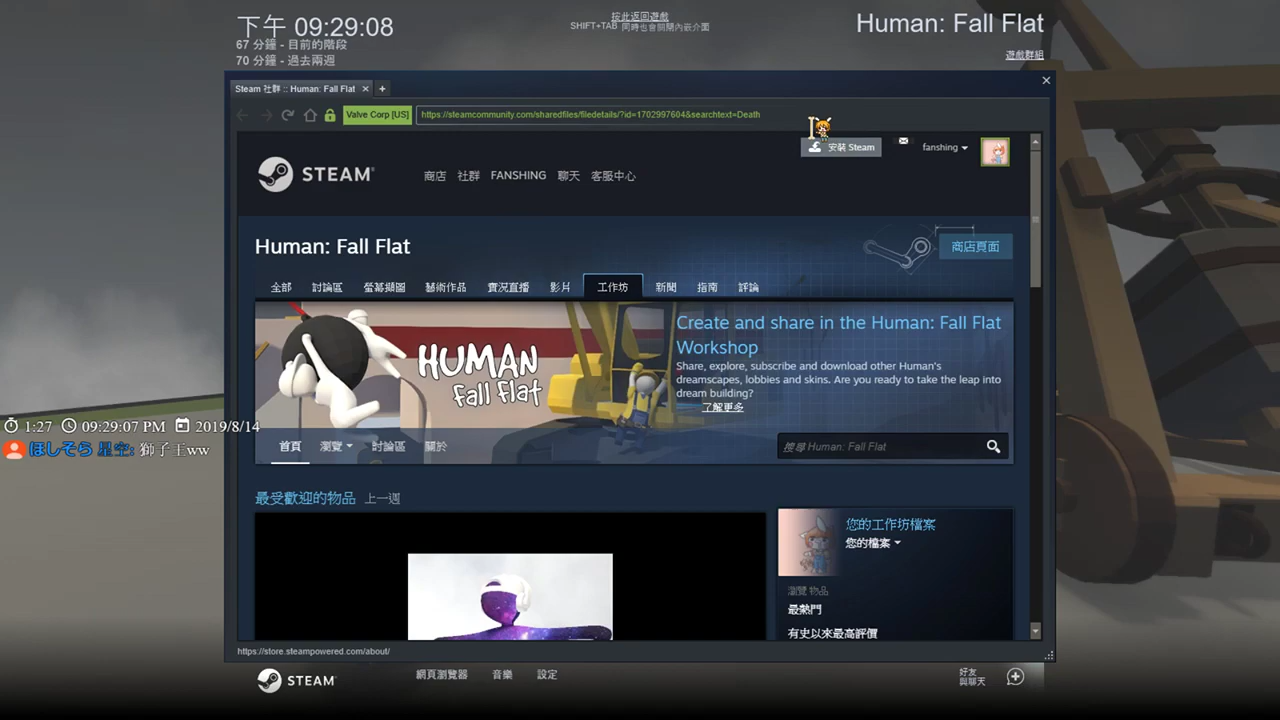 下午 09:29:08
67 分鐘 - 目前的階段
70 分鐘 - 過去兩週
按此返回遊戲
SHIFT+TAB 同時也會開關內嵌介面
Human: Fall Flat
遊戲群組
Steam 社群 :: Human: Fall Flat
Valve Corp [US]
https://steamcommunity.com/sharedfiles/filedetails/?id=1702997604&searchtext=Death
安裝 Steam
fanshing
STEAM
商店 社群 FANSHING 聊天 客服中心
Human: Fall Flat
商店頁面
全部 討論區 螢幕擷圖 藝術作品 實況直播 影片 工作坊 新聞 指南 評論
HUMAN
Fall Flat
Create and share in the Human: Fall Flat
Workshop
Share, explore, subscribe and download other Human's
dreamscapes, lobbies and skins. Are you ready to take the leap into
dream building?
了解更多
1:27 09:29:07 PM 2019/8/14
ほしそら 星空: 獅子王ww
首頁 瀏覽 討論區 關於
搜尋 Human: Fall Flat
最受歡迎的物品 上一週
您的工作坊檔案
您的檔案
瀏覽 物品
最熱門
有史以來最高評價
https://store.steampowered.com/about/
STEAM
網頁瀏覽器 音樂 設定
好友
與聊天